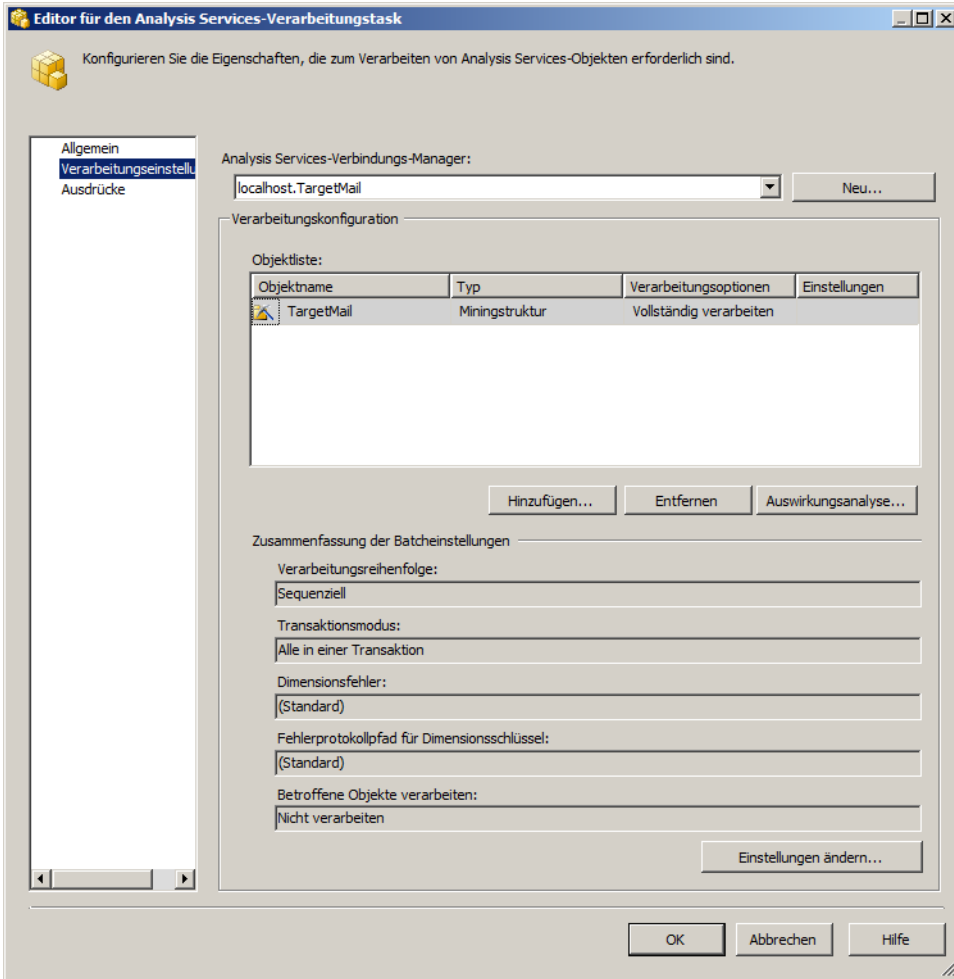 Editor für den Analysis Services-Verarbeitungstask
Konfigurieren Sie die Eigenschaften, die zum Verarbeiten von Analysis Services-Objekten erforderlich sind.
Allgemein
Verarbeitungseinstellu
Ausdrücke
Analysis Services-Verbindungs-Manager:
localhost.TargetMail
Neu...
Verarbeitungskonfiguration
Objektliste:
Objektname Typ Verarbeitungsoptionen Einstellungen
TargetMail Miningstruktur Vollständig verarbeiten
Hinzufügen... Entfernen Auswirkungsanalyse...
Zusammenfassung der Batcheinstellungen
Verarbeitungsreihenfolge:
Sequenziell
Transaktionsmodus:
Alle in einer Transaktion
Dimensionsfehler:
(Standard)
Fehlerprotokollpfad für Dimensionsschlüssel:
(Standard)
Betroffene Objekte verarbeiten:
Nicht verarbeiten
Einstellungen ändern...
OK Abbrechen Hilfe